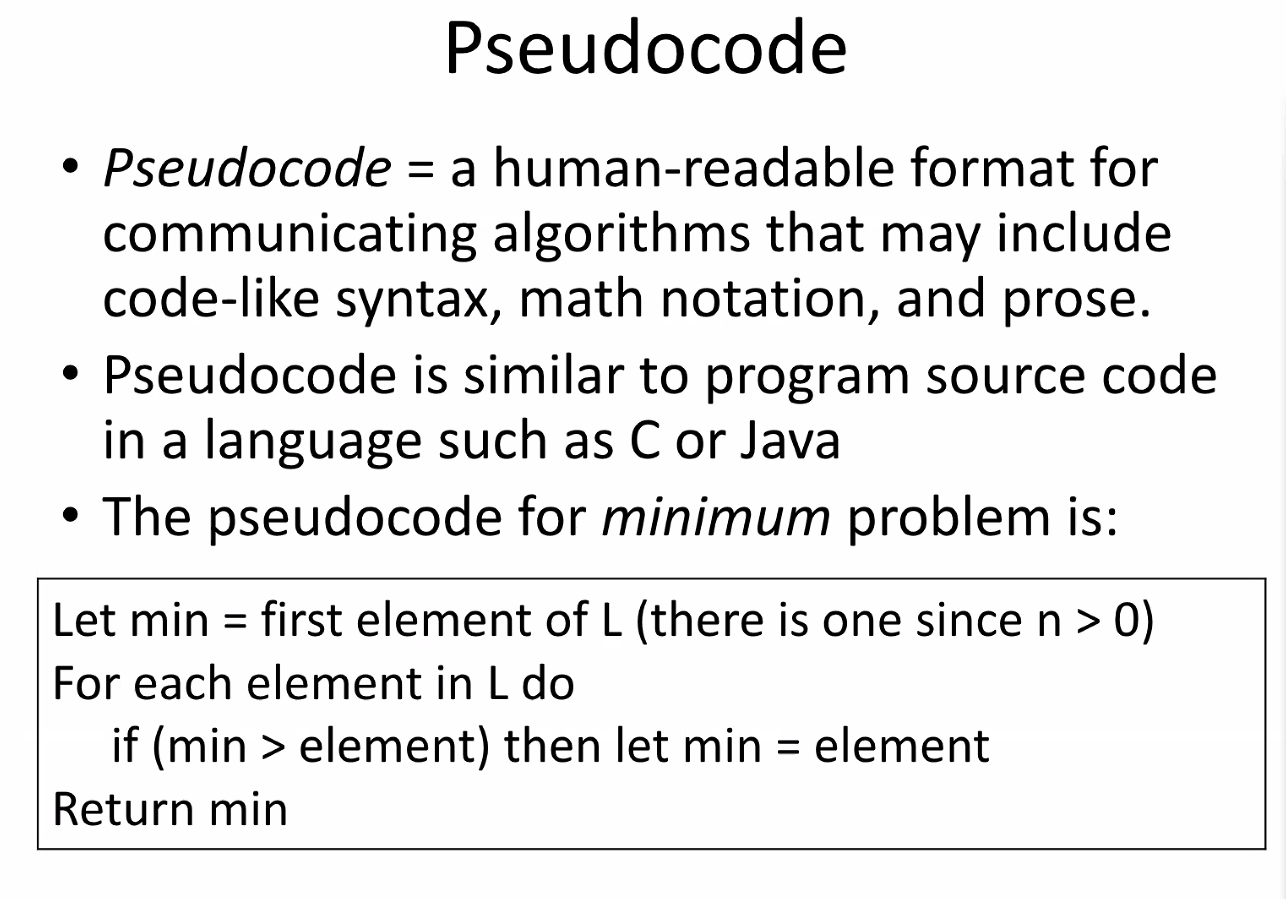 Pseudocode
• Pseudocode = a human-readable format for
communicating algorithms that may include
code-like syntax, math notation, and prose.
• Pseudocode is similar to program source code
in a language such as C or Java
• The pseudocode for minimum problem is:
Let min = first element of L (there is one since n > 0)
For each element in L do
if (min > element) then let min = element
Return min